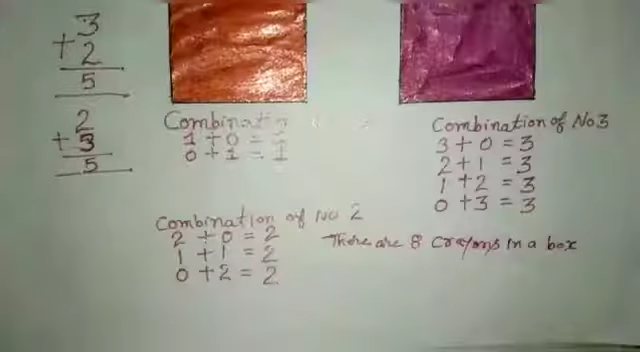 3
+ 2
5
2
+ 3
5
Combination
1 + 0 =
0 + 1 = 1
Combination of No 2
2 + 0 = 2
1 + 1 = 2
0 + 2 = 2
Combination of No 3
3 + 0 = 3
2 + 1 = 3
1 + 2 = 3
0 + 3 = 3
There are 8 Crayons in a box